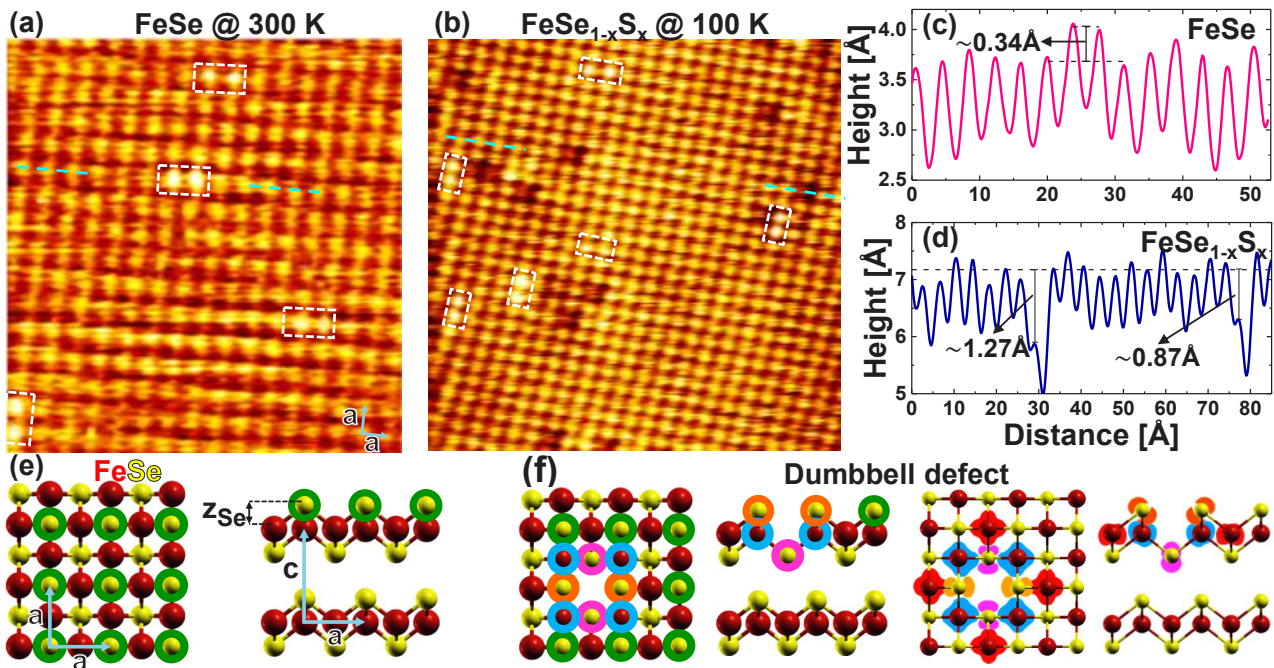 (a) FeSe @ 300 K
a
a
(b) FeSe1-xSx @ 100 K
(c) FeSe
~0.34Å
Height [Å]
4.0
3.5
3.0
2.5
0 10 20 30 40 50
(d) FeSe1-xSx
~1.27Å
~0.87Å
Height [Å]
7
7
6
5
0 10 20 30 40 50 60 70 80
Distance [Å]
(e) FeSe
a
a
zSe
c
a
(f) Dumbbell defect